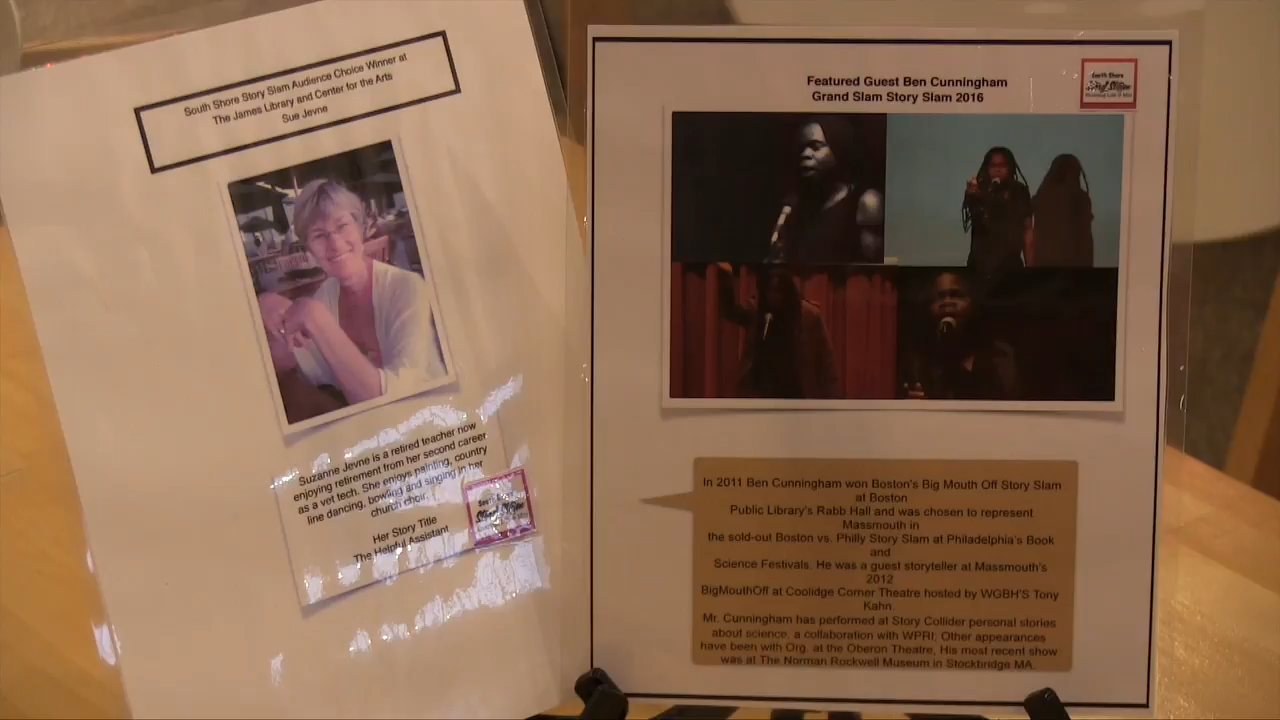 South Shore Story Slam Audience Choice Winner at
The James Library and Center for the Arts
Sue Jevne
Suzanne Jevne is a retired teacher now
enjoying retirement from her second career
as a vet tech. She enjoys painting, country
line dancing, bowling and singing in her
church choir.
Her Story Title
The Helpful Assistant
Featured Guest Ben Cunningham
Grand Slam Story Slam 2016
South Shore
In 2011 Ben Cunningham won Boston's Big Mouth Off Story Slam
at Boston
Public Library's Rabb Hall and was chosen to represent
Massmouth in
the sold-out Boston vs. Philly Story Slam at Philadelphia's Book
and
Science Festivals. He was a guest storyteller at Massmouth's
2012
BigMouthOff at Coolidge Corner Theatre hosted by WGBH'S Tony
Kahn.
Mr. Cunningham has performed at Story Collider personal stories
about science, a collaboration with WPRI; Other appearances
have been with Org. at the Oberon Theatre, His most recent show
was at The Norman Rockwell Museum in Stockbridge MA.